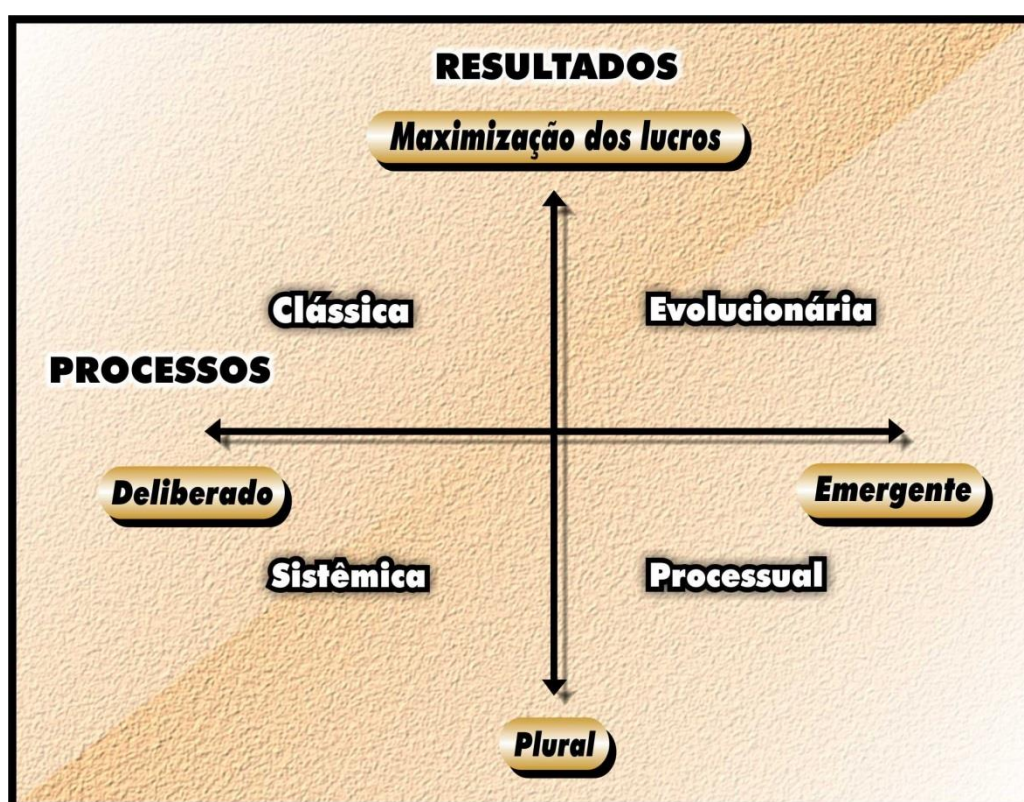 RESULTADOS
Maximização dos lucros
Clássica
Evolucionária
PROCESSOS
Deliberado
Emergente
Sistêmica
Processual
Plural